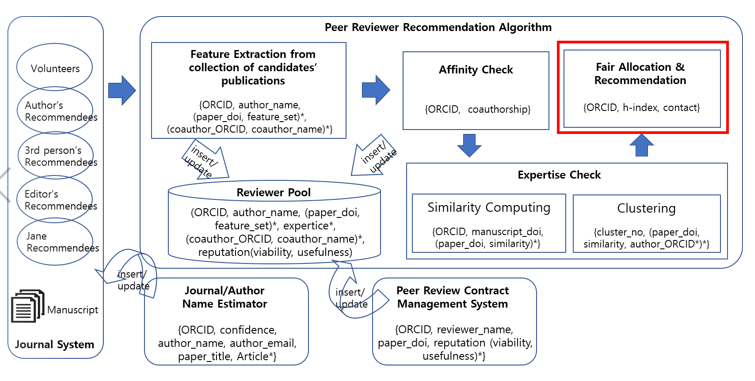 Peer Reviewer Recommendation Algorithm
Volunteers
Author's
Recommendees
3rd person's
Recommendees
Editor's
Recommendees
Jane
Recommendees
Manuscript
Journal System
Feature Extraction from
collection of candidates'
publications
{ORCID, author_name,
(paper_doi, feature_set)*,
(coauthor_ORCID, coauthor_name)*}
Affinity Check
{ORCID, coauthorship}
Fair Allocation &
Recommendation
{ORCID, h-index, contact}
insert/
update
insert/
update
Reviewer Pool
(ORCID, author_name, (paper_doi,
feature_set)*, expertice*,
(coauthor_ORCID, coauthor_name)*,
reputation(viability, usefulness)
Expertise Check
Similarity Computing
{ORCID, manuscript_doi,
(paper_doi, similarity)*}
Clustering
{cluster_no, (paper_doi,
similarity, author_ORCID*)*}
insert/
update
Journal/Author
Name Estimator
{ORCID, confidence,
author_name, author_email,
paper_title, Article*}
insert/
update
Peer Review Contract
Management System
{ORCID, reviewer_name,
paper_doi, reputation (viability,
usefulness)*}